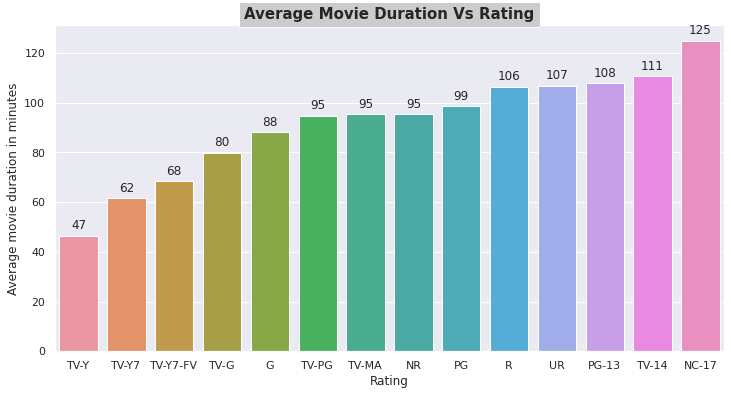 Average Movie Duration Vs Rating
Average movie duration in minutes
120
100
80
60
40
20
0
47
62
68
80
88
95
95
95
99
106
107
108
111
125
TV-Y
TV-Y7
TV-Y7-FV
TV-G
G
TV-PG
TV-MA
NR
PG
R
UR
PG-13
TV-14
NC-17
Rating